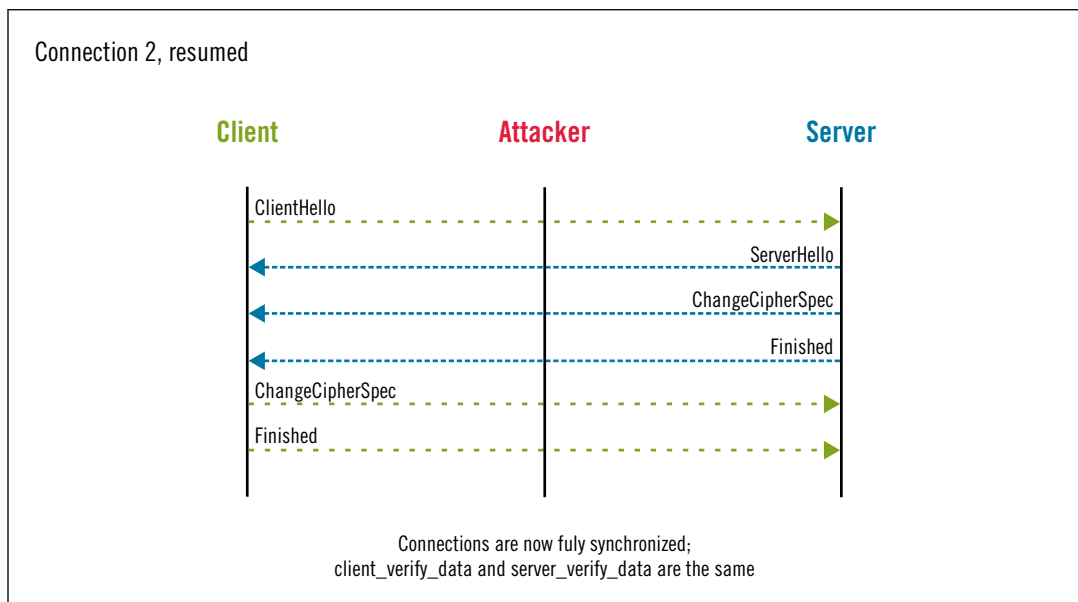 Connection 2, resumed
Client
Attacker
Server
ClientHello
ServerHello
ChangeCipherSpec
Finished
ChangeCipherSpec
Finished
Connections are now fuly synchronized;
client_verify_data and server_verify_data are the same